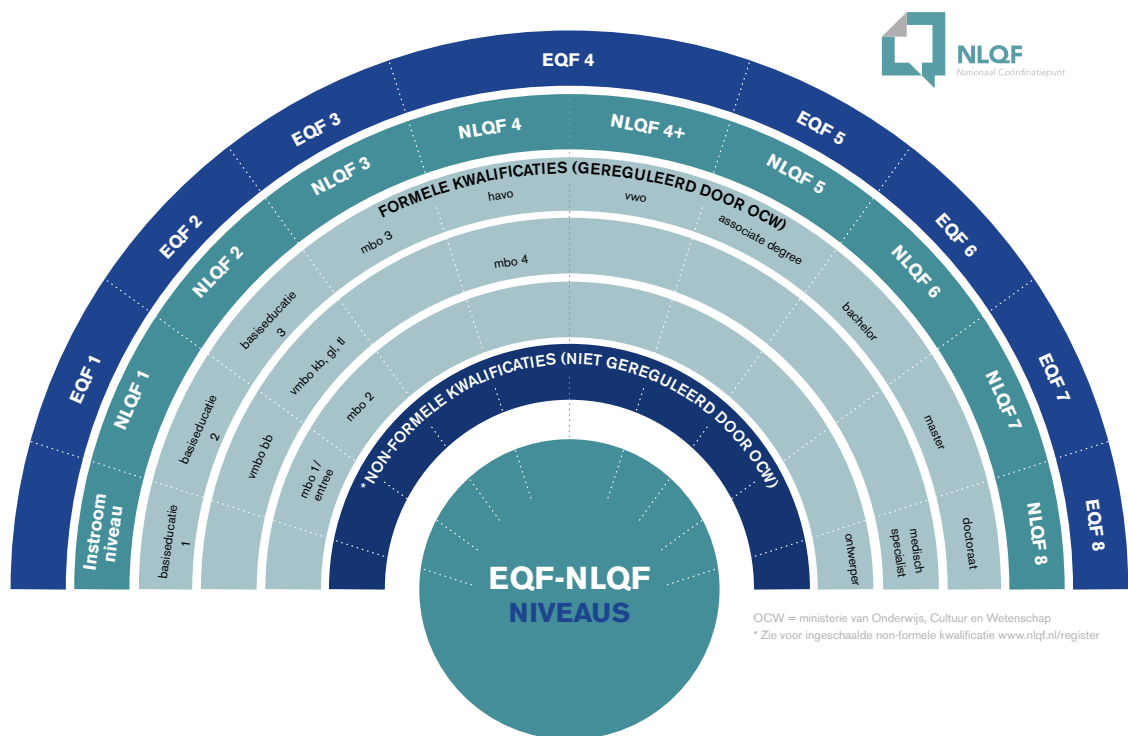 NLQF
Nationaal Coördinatiepunt
EQF 1
EQF 2
EQF 3
EQF 4
EQF 5
EQF 6
EQF 7
EQF 8
Instroom
niveau
NLQF 1
NLQF 2
NLQF 3
NLQF 4
NLQF 4+
NLQF 5
NLQF 6
NLQF 7
NLQF 8
FORMELE KWALIFICATIES (GEREGULEERD DOOR OCW)
basiseducatie
1
basiseducatie
2
basiseducatie
3
mbo 3
havo
vwo
associate degree
bachelor
master
doctoraat
vmbo bb
vmbo kb, gl, tl
mbo 4
medisch
specialist
mbo 1/
entree
mbo 2
ontwerper
*NON-FORMELE KWALIFICATIES (NIET GEREGULEERD DOOR OCW)
EQF-NLQF
NIVEAUS
OCW = ministerie van Onderwijs, Cultuur en Wetenschap
* Zie voor ingeschaalde non-formele kwalificatie www.nlqf.nl/register